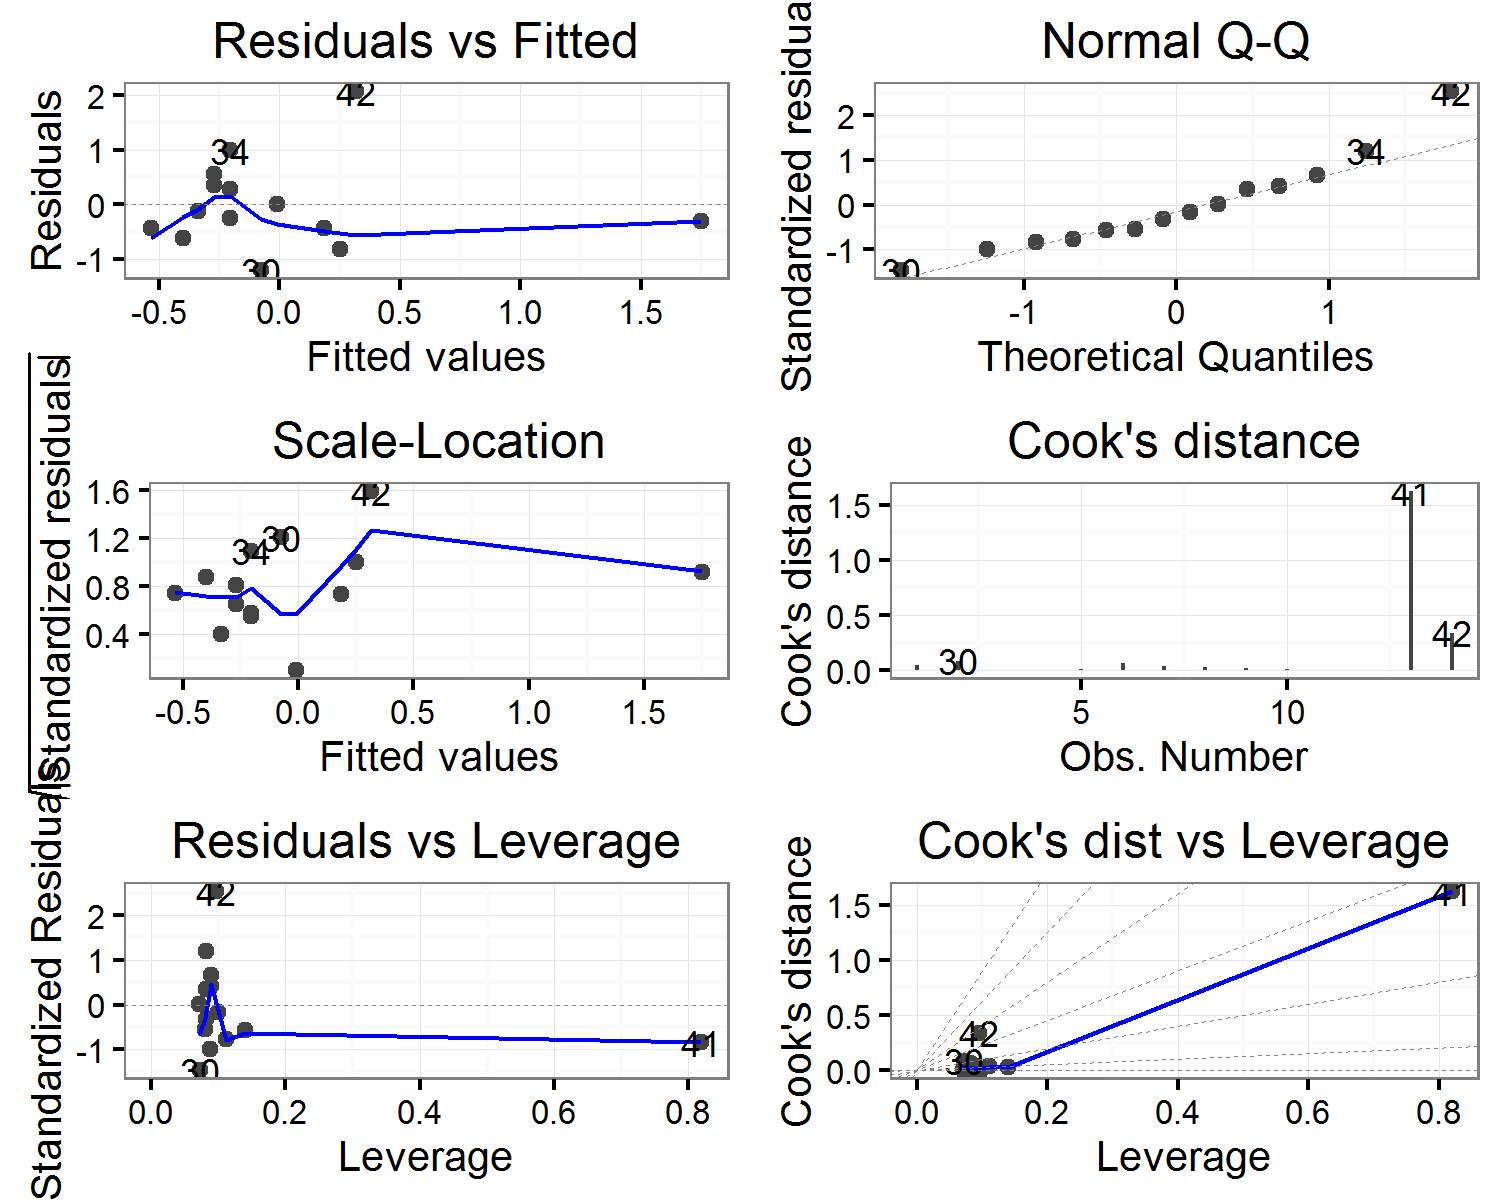 Residuals vs Fitted
Residuals
2
1
0
-1
42
34
30
-0.5 0.0 0.5 1.0 1.5
Fitted values
Normal Q-Q
Standardized residua
2
1
0
-1
42
34
30
-1 0 1
Theoretical Quantiles
Scale-Location
Standardized residuals
1.6
1.2
0.8
0.4
42
34
30
-0.5 0.0 0.5 1.0 1.5
Fitted values
Cook's distance
Cook's distance
1.5
1.0
0.5
0.0
41
42
30
5 10
Obs. Number
Residuals vs Leverage
Standardized Residuals
2
1
0
-1
42
41
30
0.0 0.2 0.4 0.6 0.8
Leverage
Cook's dist vs Leverage
Cook's distance
1.5
1.0
0.5
0.0
41
42
30
0.0 0.2 0.4 0.6 0.8
Leverage